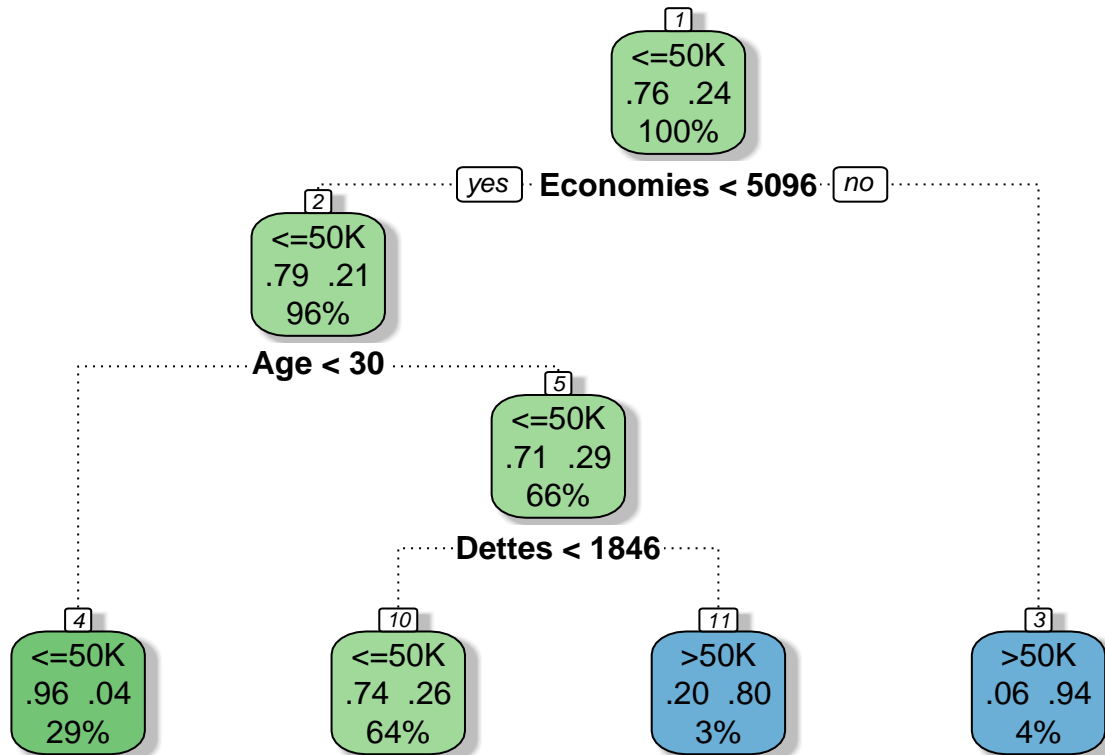 1
<=50K
.76 .24
100%
yes Economies < 5096 no
2
<=50K
.79 .21
96%
Age < 30
5
<=50K
.71 .29
66%
Dettes < 1846
4
<=50K
.96 .04
29%
10
<=50K
.74 .26
64%
11
>50K
.20 .80
3%
3
>50K
.06 .94
4%